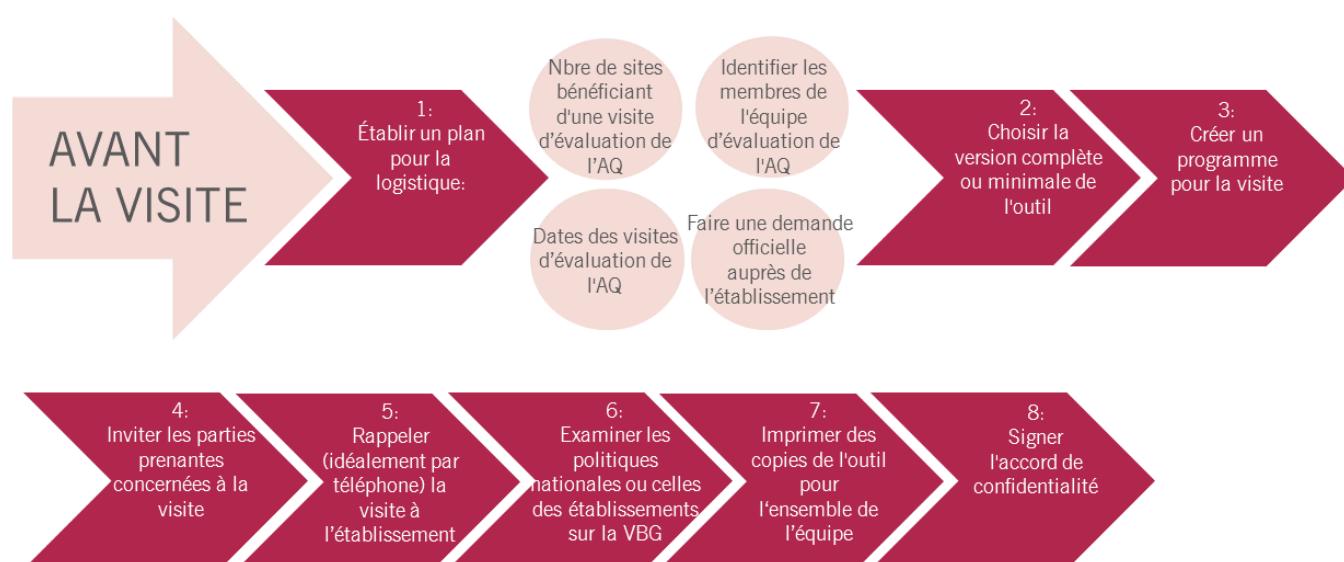 AVANT
LA VISITE
1:
Établir un plan
pour la
logistique:
Nbre de sites
bénéficiant
d'une visite
d’évaluation de
l’AQ
Identifier les
membres de
l'équipe
d’évaluation de
l'AQ
Dates des visites
d’évaluation de
l'AQ
Faire une demande
officielle
auprès de
l’établissement
2:
Choisir la
version complète
ou minimale de
l'outil
3:
Créer un
programme
pour la visite
4:
Inviter les parties
prenantes
concernées à la
visite
5:
Rappeler
(idéalement par
téléphone) la
visite à
l’établissement
6:
Examiner les
politiques
nationales ou celles
des établissements
sur la VBG
7:
Imprimer des
copies de l'outil
pour
l‘ensemble de
l’équipe
8:
Signer
l'accord de
confidentialité